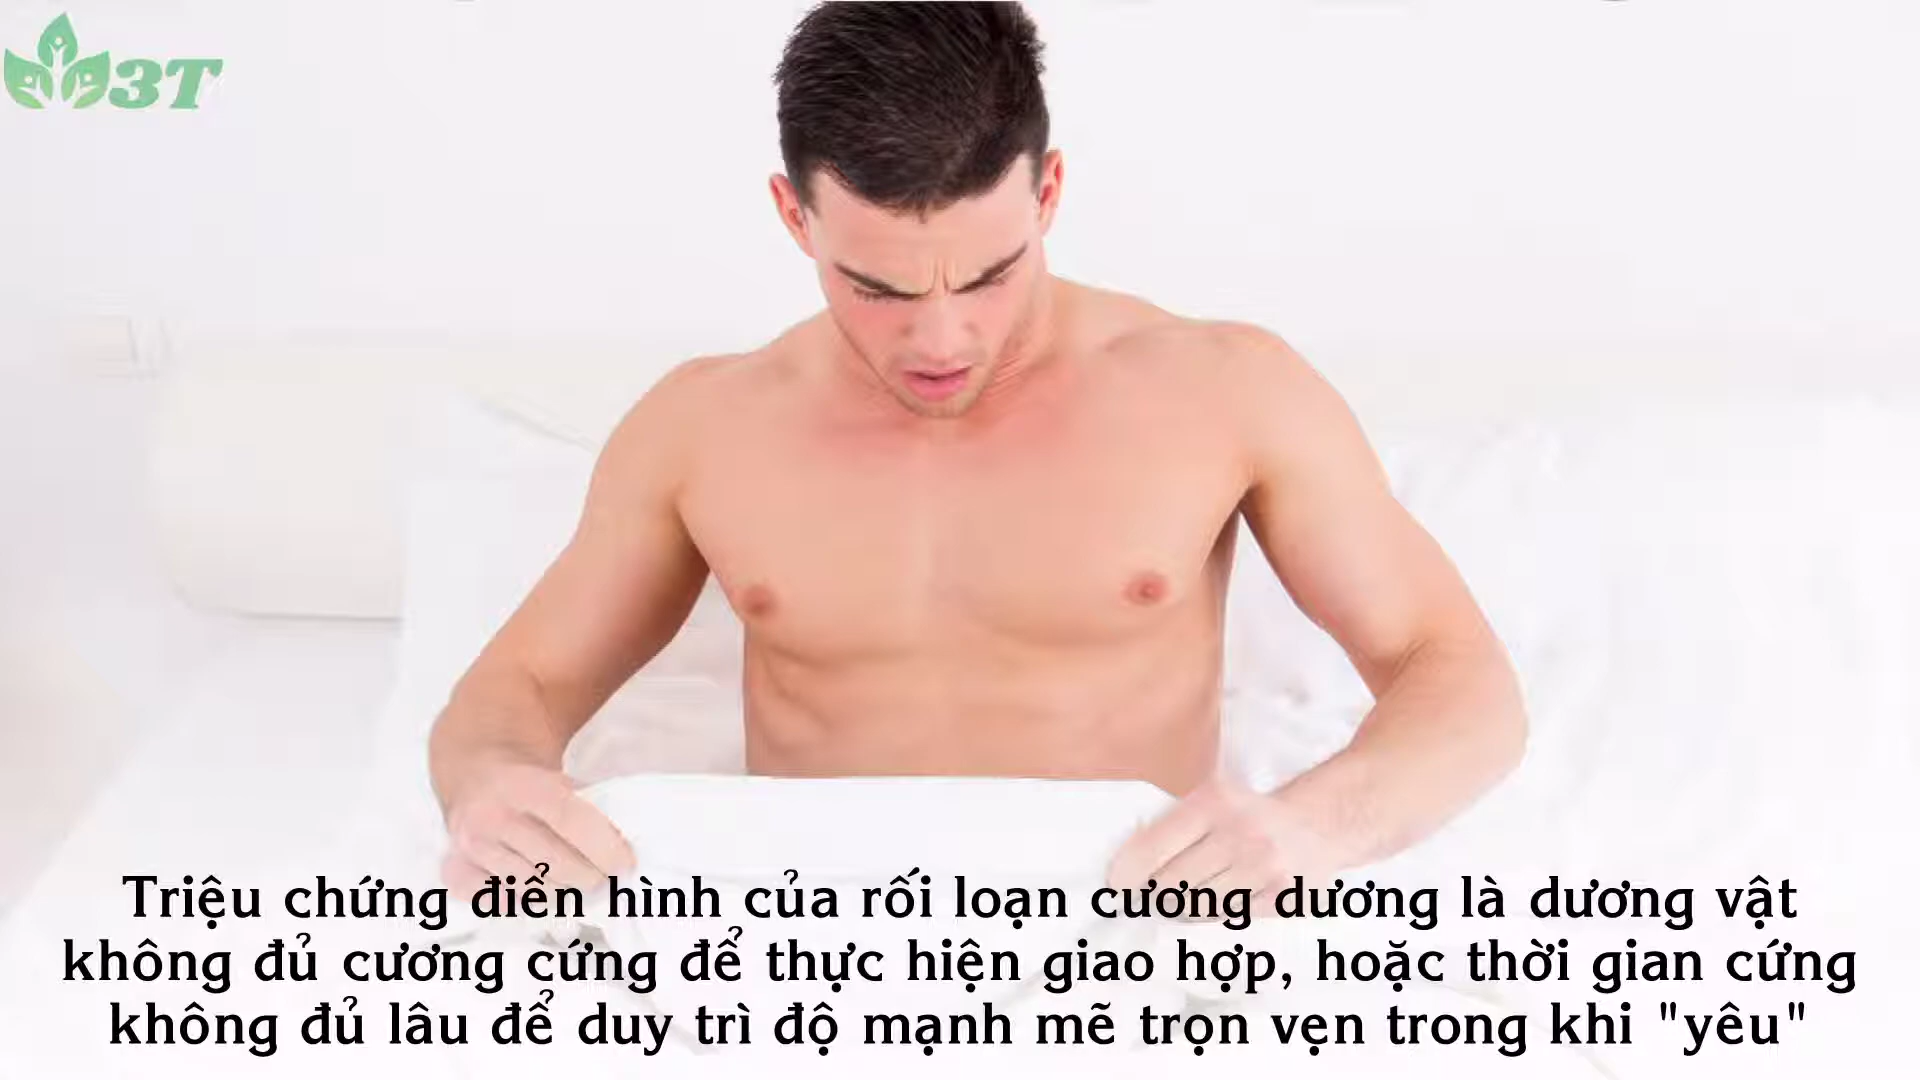 3T
Triệu chứng điển hình của rối loạn cương dương là dương vật
không đủ cương cứng để thực hiện giao hợp, hoặc thời gian cứng
không đủ lâu để duy trì độ mạnh mẽ trọn vẹn trong khi "yêu"